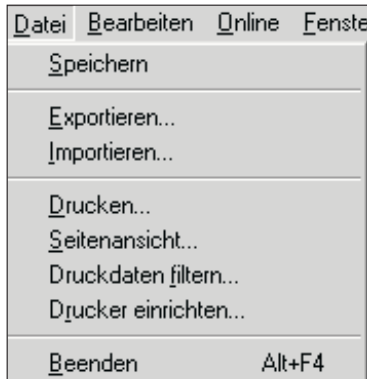 Datei Bearbeiten Online Fenste
Speichern
Exportieren...
Importieren...
Drucken...
Seitenansicht...
Druckdaten filtern...
Drucker einrichten...
Beenden Alt+F4